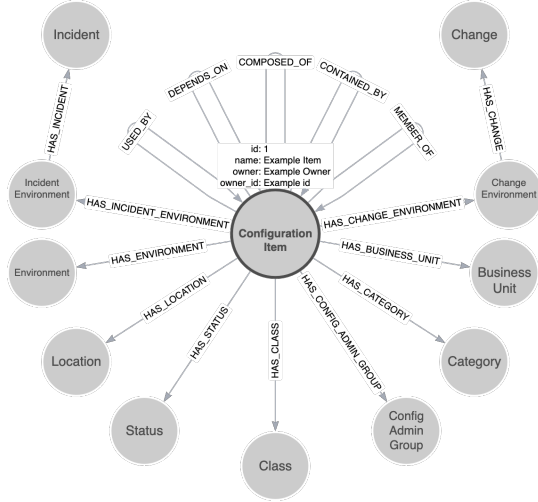 Incident
Change
HAS_INCIDENT
HAS_CHANGE
USED_BY
DEPENDS_ON
COMPOSED_OF
CONTAINED_BY
MEMBER_OF
id: 1
name: Example Item
owner: Example Owner
owner_id: Example id
Incident
Environment
HAS_INCIDENT_ENVIRONMENT
Configuration
Item
HAS_CHANGE_ENVIRONMENT
Change
Environment
Environment
HAS_ENVIRONMENT
HAS_BUSINESS_UNIT
Business
Unit
HAS_LOCATION
HAS_STATUS
HAS_CLASS
HAS_CONFIG_ADMIN_GROUP
HAS_CATEGORY
Location
Category
Status
Class
Config
Admin
Group